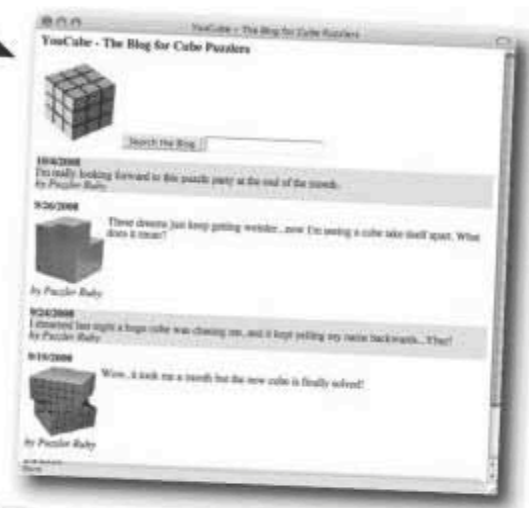 YouCube - The Blog for Cube Puzzlers
YouCube - The Blog for Cube Puzzlers
Search the Blog
10/4/2008
I'm really looking forward to this puzzle party at the end of the month.
by Puzzler Ruby
9/26/2008
These dreams just keep getting weirder...now I'm seeing a cube take itself apart. What
does it mean?
by Puzzler Ruby
9/24/2008
I dreamed last night a huge cube was chasing me, and it kept yelling my name backwards...Ybur!
by Puzzler Ruby
9/19/2008
Wow, it took me a month but the new cube is finally solved!
by Puzzler Ruby
Done